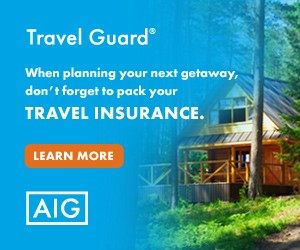 Travel Guard®
When planning your next getaway,
don't forget to pack your
TRAVEL INSURANCE.
LEARN MORE
AIG